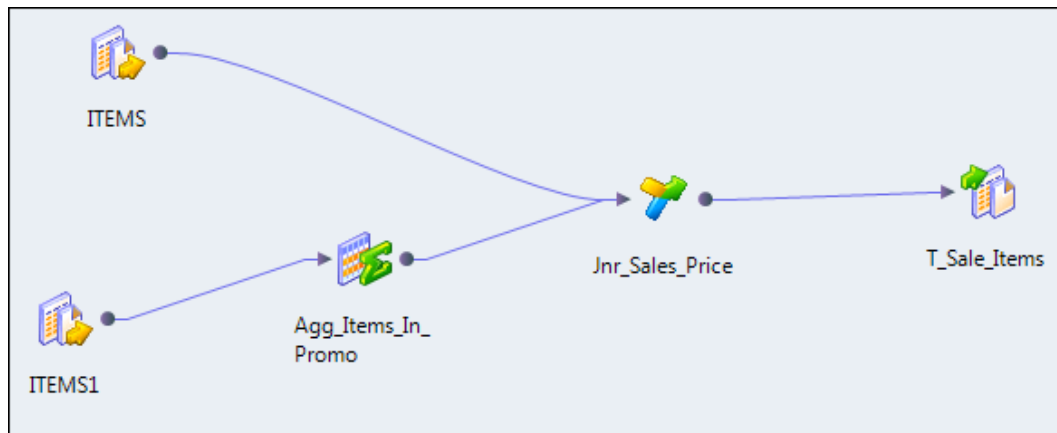 ITEMS
Jnr_Sales_Price
T_Sale_Items
Agg_Items_In_
Promo
ITEMS1